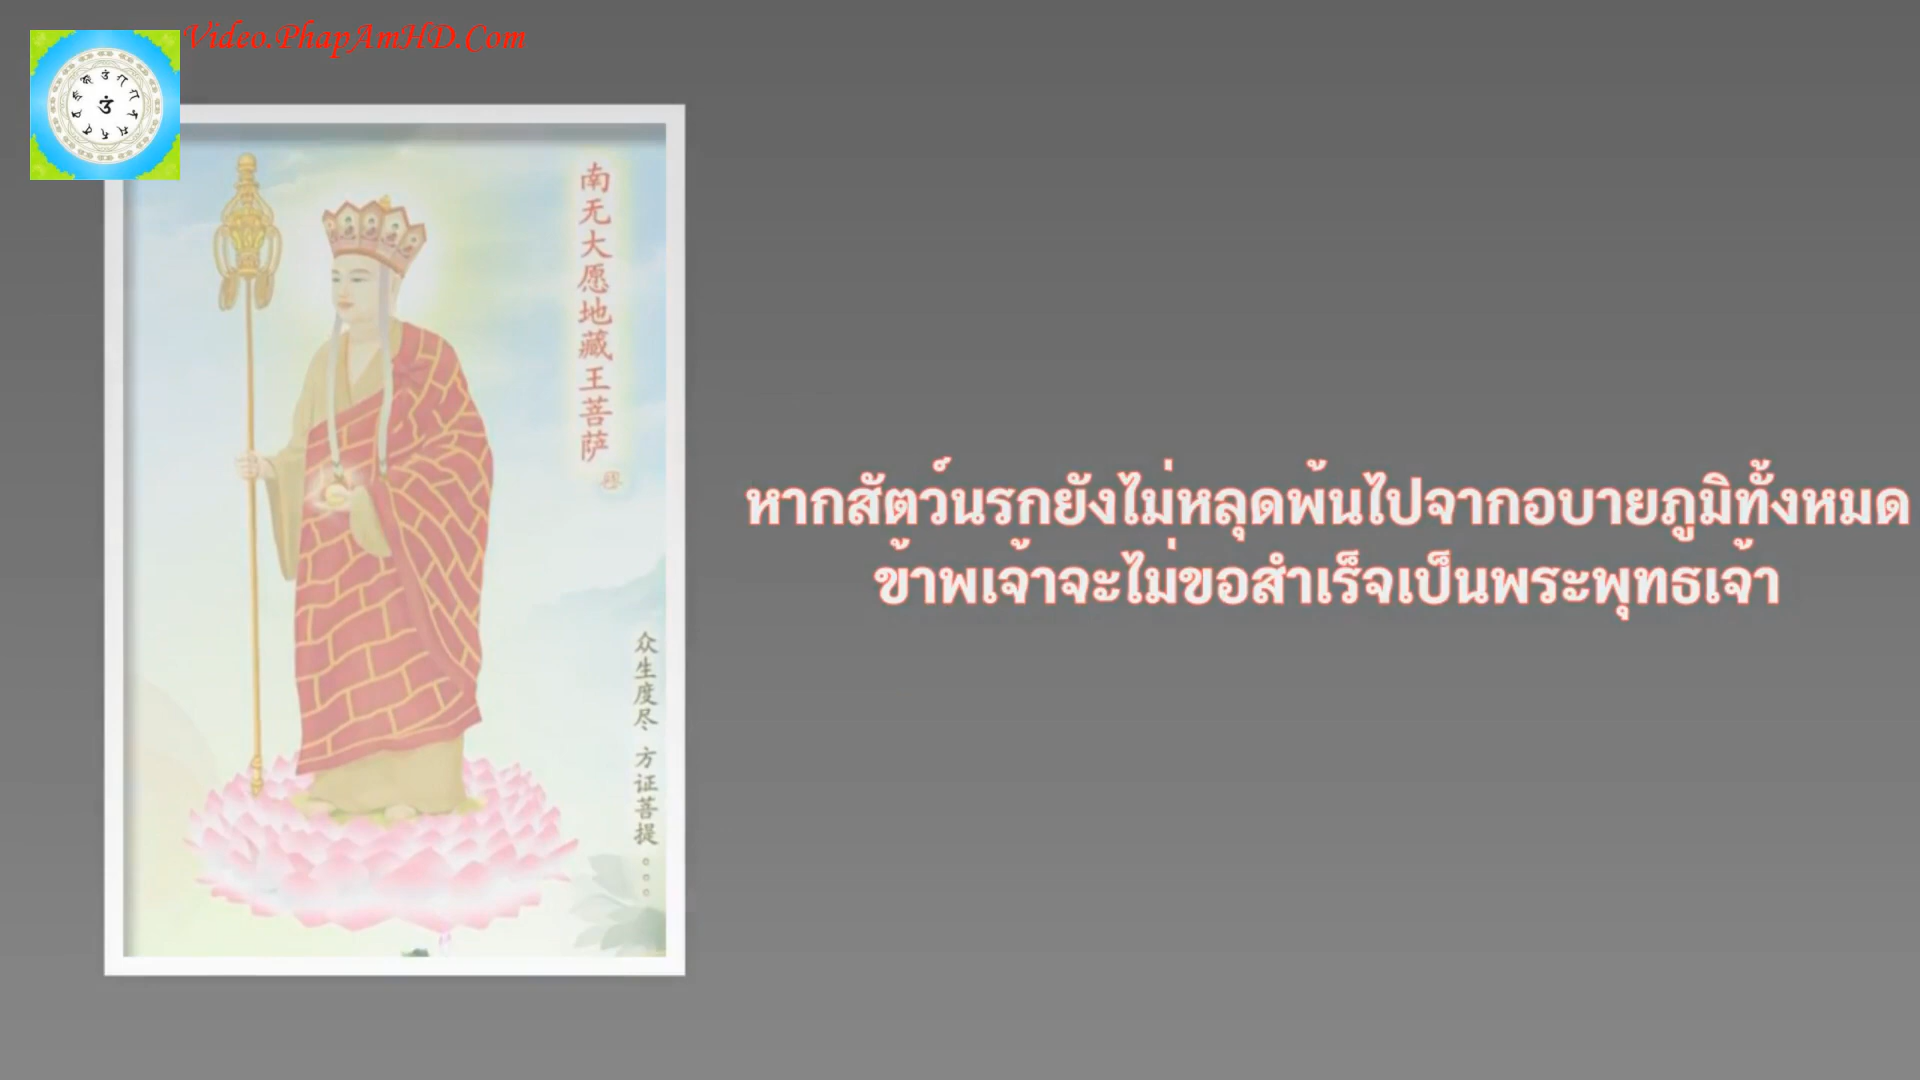 Video.PhapAmHD.Com
南无大愿地藏王菩萨
众生度尽 方证菩提。。。
หากสัตว์นรกยังไม่หลุดพ้นไปจากอบายภูมิทั้งหมด
ข้าพเจ้าจะไม่ขอสำเร็จเป็นพระพุทธเจ้า